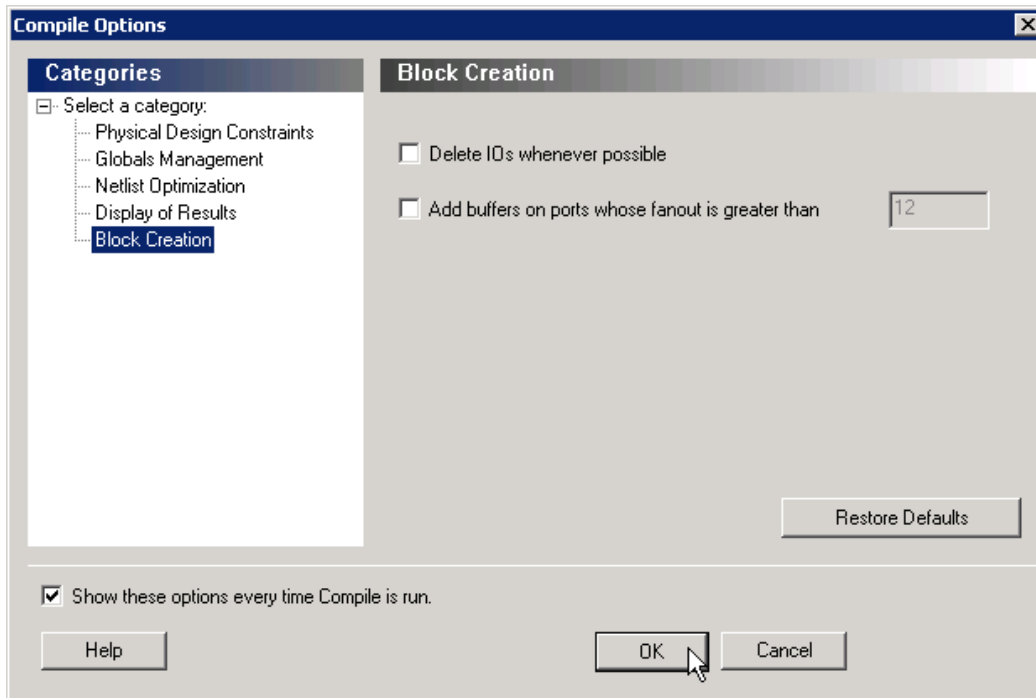 Compile Options
Categories
Select a category:
Physical Design Constraints
Globals Management
Netlist Optimization
Display of Results
Block Creation
Block Creation
Delete IOs whenever possible
Add buffers on ports whose fanout is greater than 12
Restore Defaults
Show these options every time Compile is run.
Help
OK
Cancel